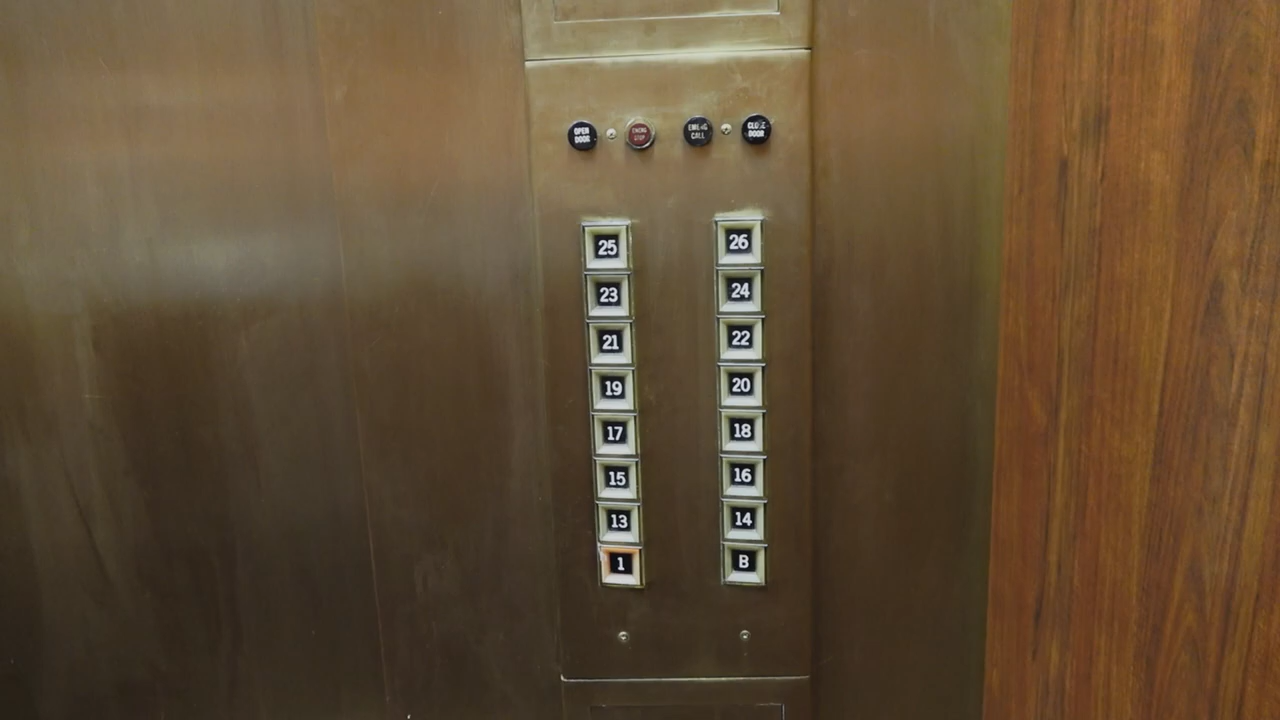 OPEN DOOR
EMERG STOP
EMERG CALL
CLOSE DOOR
25 26
23 24
21 22
19 20
17 18
15 16
13 14
1 B